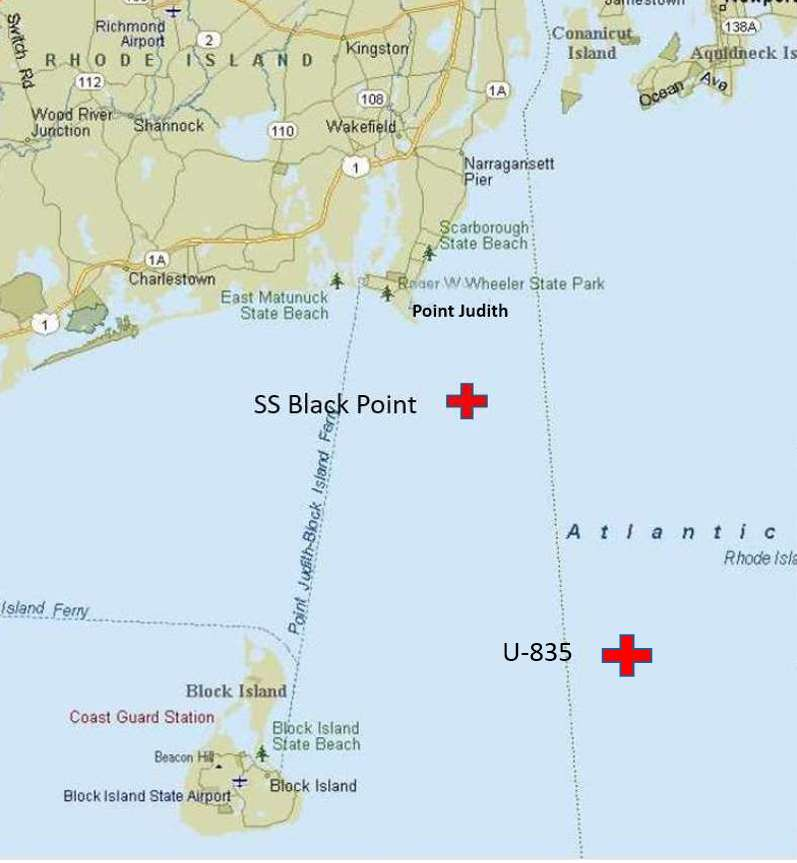 Switch Rd
Richmond
Airport
2
Jamestown
138A
Conanicut
Island
Aquidneck Is
Ocean Ave
Kingston
RHODE ISLAND
112
108
1A
Wood River
Junction
Shannock
110
Wakefield
1
Narragansett
Pier
Scarborough
State Beach
1A
Charlestown
Roger W Wheeler State Park
East Matunuck
State Beach
Point Judith
1
SS Black Point
Point Judith-Block Island Ferry
Atlantic
Rhode Isla
Island Ferry
U-835
Block Island
Coast Guard Station
Block Island
State Beach
Beacon Hill
Block Island
Block Island State Airport